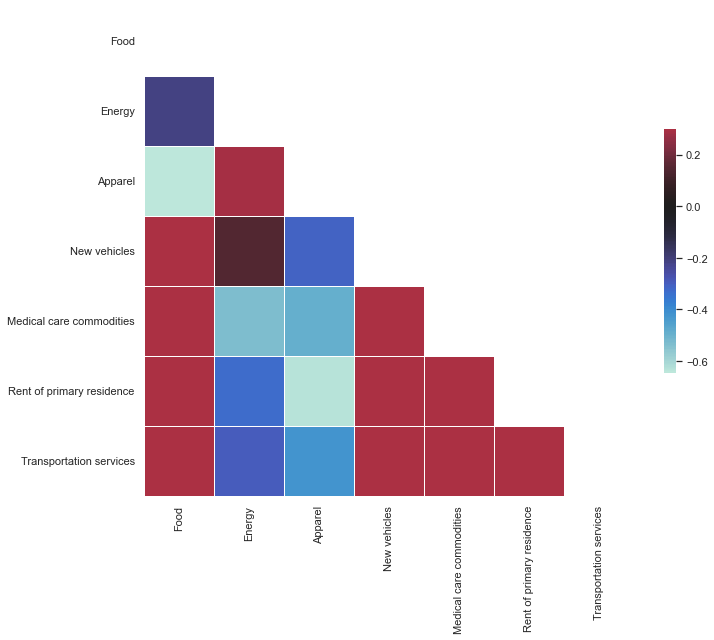 Food
Energy
Apparel
New vehicles
Medical care commodities
Rent of primary residence
Transportation services
0.2
0.0
−0.2
−0.4
−0.6
Food
Energy
Apparel
New vehicles
Medical care commodities
Rent of primary residence
Transportation services